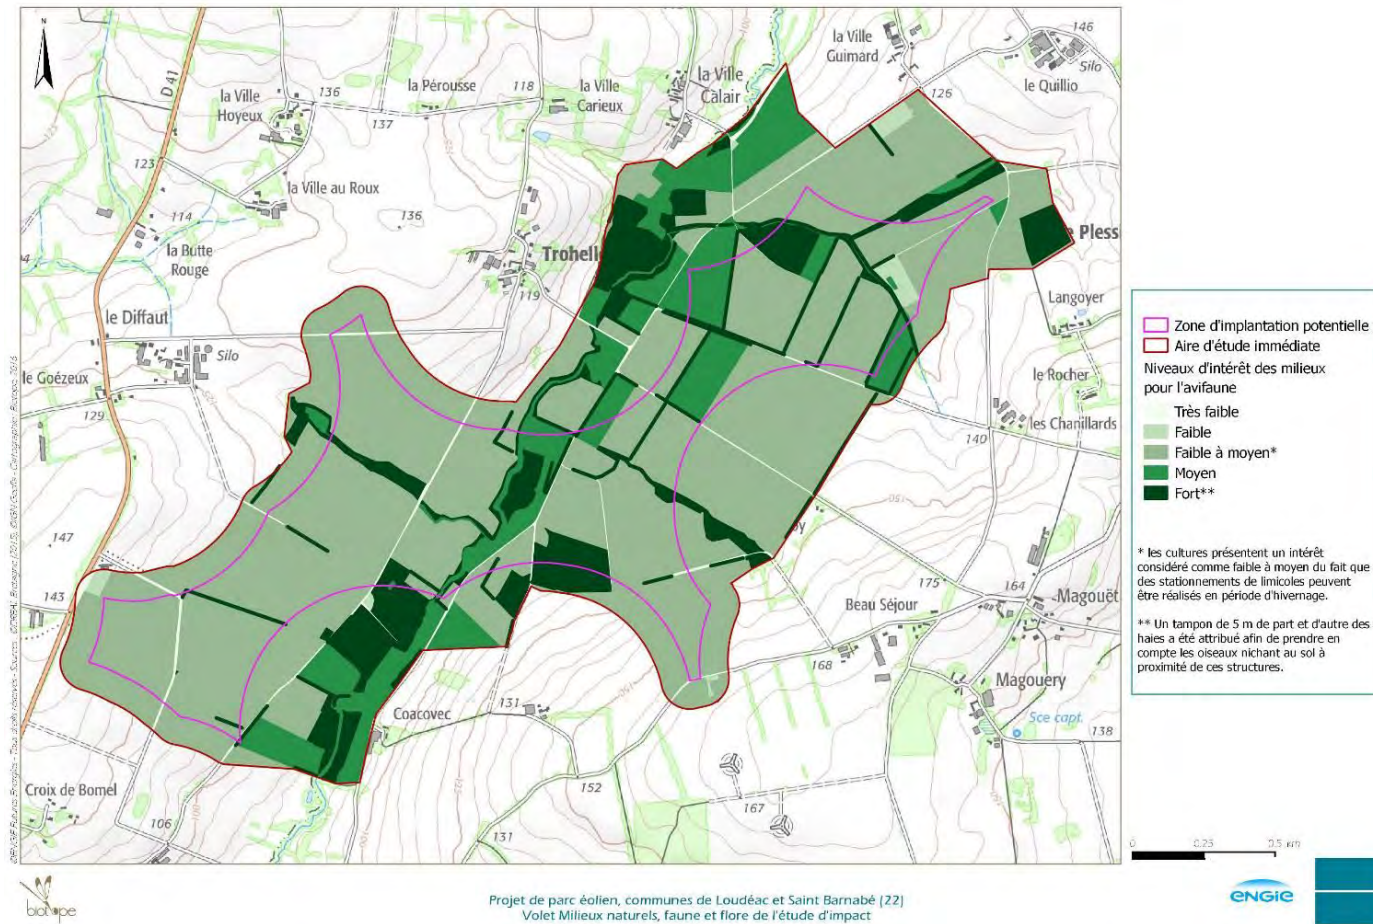 N
D 41
la Ville
Hoyeux
136
la Pérousse
118
137
la Ville
Carieux
la Ville
Calair
la Ville
Guimard
146
Silo
le Quillio
126
123
la Ville au Roux
114
136
la Butte
Rouge
Trohell
119
e Pless
le Diffaut
Silo
le Goézeux
129
Langoyer
le Rocher
les Chanillards
140
147
143
175
164
Magouët
Beau Séjour
168
Magouëry
Sce capt.
138
Coacovec
131
152
167
131
Croix de Bomel
106
Zone d'implantation potentielle
Aire d'étude immédiate
Niveaux d'intérêt des milieux
pour l'avifaune
Très faible
Faible
Faible à moyen*
Moyen
Fort**
* les cultures présentent un intérêt
considéré comme faible à moyen du fait que
des stationnements de limicoles peuvent
être réalisés en période d'hivernage.
** Un tampon de 5 m de part et d'autre des
haies a été attribué afin de prendre en
compte les oiseaux nichant au sol à
proximité de ces structures.
0 0,25 0,5 km
biotope
Projet de parc éolien, communes de Loudéac et Saint Barnabé (22)
Volet Milieux naturels, faune et flore de l'étude d'impact
ENGIE